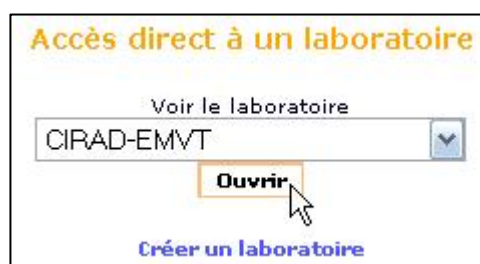 Accès direct à un laboratoire
Voir le laboratoire
CIRAD-EMVT
Ouvrir
Créer un laboratoire